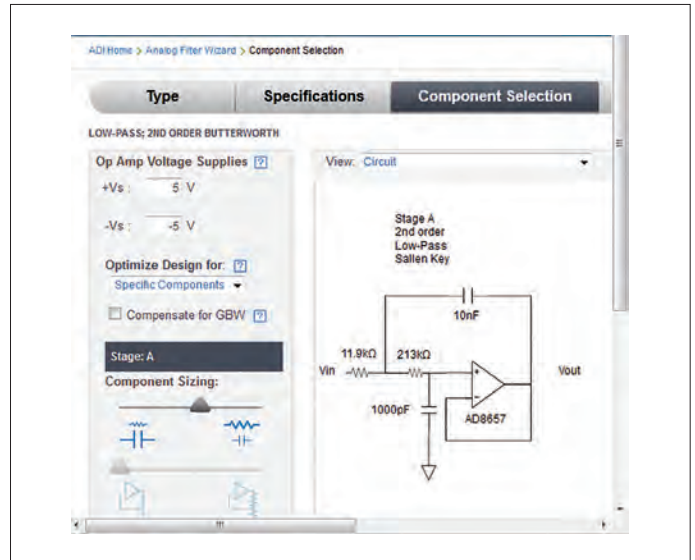 ADI Home > Analog Filter Wizard > Component Selection
Type Specifications Component Selection
LOW-PASS; 2ND ORDER BUTTERWORTH
Op Amp Voltage Supplies ?
+Vs : 5 V
-Vs : -5 V
Optimize Design for: ?
Specific Components
Compensate for GBW ?
Stage: A
Component Sizing:
View: Circuit
Stage A
2nd order
Low-Pass
Sallen Key
10nF
11.9kΩ 213kΩ
Vin
Vout
+
-
1000pF
AD8657